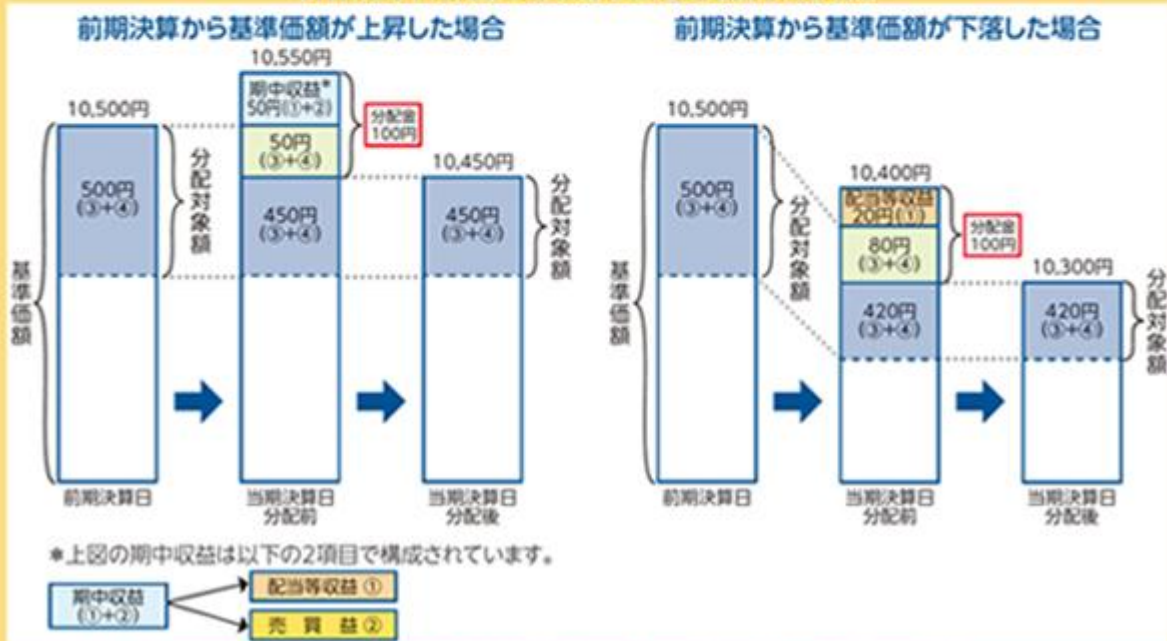 前期決算から基準価額が上昇した場合
10,500円
500円
(③+④)
分配対象額
基準価額
前期決算日
10,550円
期中収益*
50円(①+②)
50円
(③+④)
450円
(③+④)
分配金
100円
当期決算日
分配前
10,450円
450円
(③+④)
分配対象額
当期決算日
分配後
前期決算から基準価額が下落した場合
10,500円
500円
(③+④)
分配対象額
基準価額
前期決算日
10,400円
配当等収益
20円(①)
80円
(③+④)
420円
(③+④)
分配金
100円
当期決算日
分配前
10,300円
420円
(③+④)
分配対象額
当期決算日
分配後
*上図の期中収益は以下の2項目で構成されています。
期中収益
(①+②)
配当等収益 ①
売買益 ②